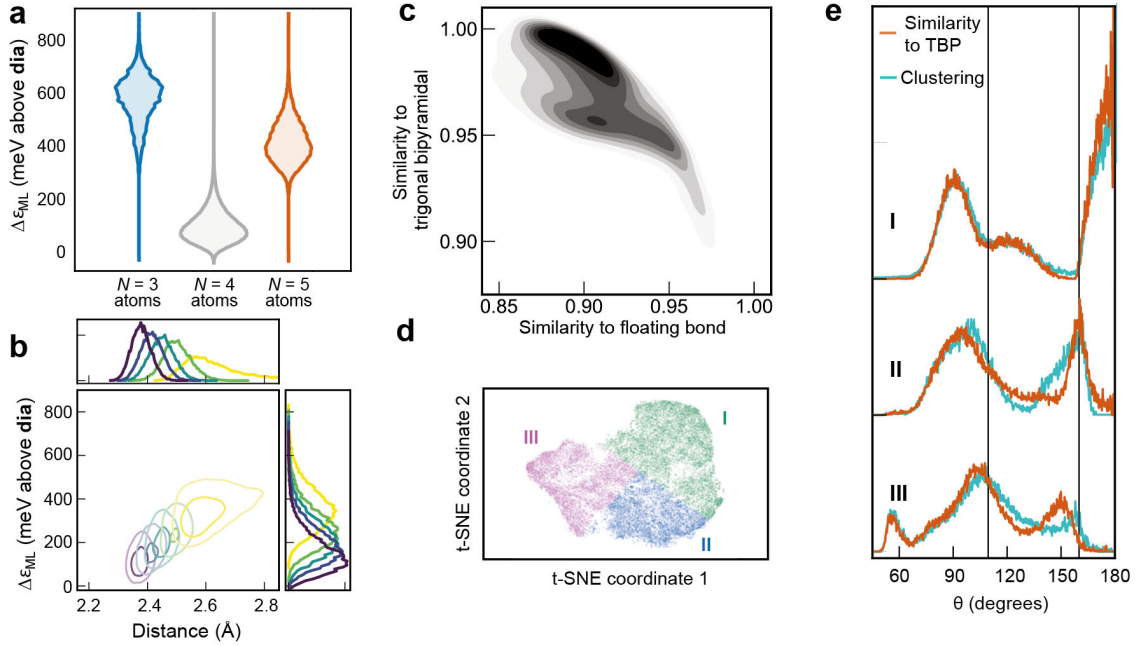 a
Δε_ML (meV above dia)
800
600
400
200
0
N = 3
atoms
N = 4
atoms
N = 5
atoms
b
Δε_ML (meV above dia)
800
600
400
200
0
2.2
2.4
2.6
2.8
Distance (Å)
c
Similarity to
trigonal bipyramidal
1.00
0.95
0.90
0.85
0.90
0.95
1.00
Similarity to floating bond
d
t-SNE coordinate 2
III
I
II
t-SNE coordinate 1
e
Similarity
to TBP
Clustering
I
II
III
60
90
120
150
180
θ (degrees)